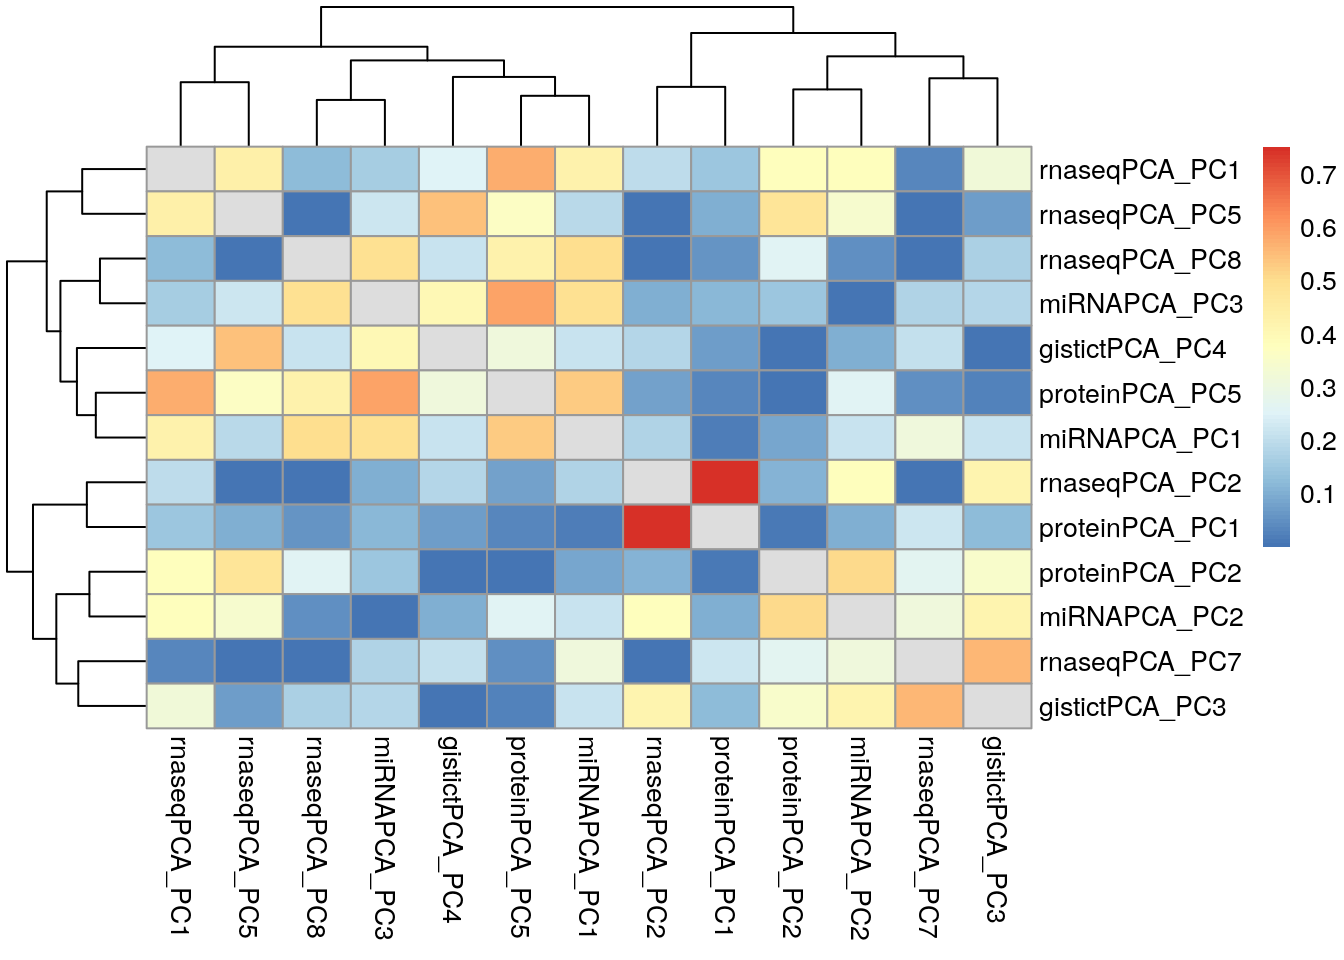 rnaseqPCA_PC1
rnaseqPCA_PC5
rnaseqPCA_PC8
miRNAPCA_PC3
gistictPCA_PC4
proteinPCA_PC5
miRNAPCA_PC1
rnaseqPCA_PC2
proteinPCA_PC1
proteinPCA_PC2
miRNAPCA_PC2
rnaseqPCA_PC7
gistictPCA_PC3
0.7
0.6
0.5
0.4
0.3
0.2
0.1
rnaseqPCA_PC1
rnaseqPCA_PC5
rnaseqPCA_PC8
miRNAPCA_PC3
gistictPCA_PC4
proteinPCA_PC5
miRNAPCA_PC1
rnaseqPCA_PC2
proteinPCA_PC1
proteinPCA_PC2
miRNAPCA_PC2
rnaseqPCA_PC7
gistictPCA_PC3